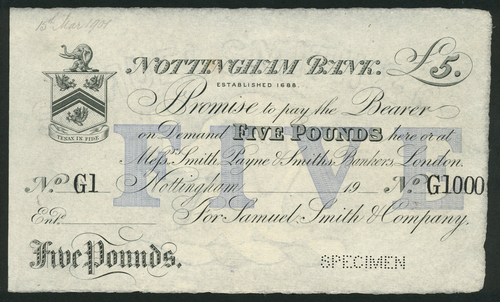 15th Mar. 1901
NOTTINGHAM BANK: £5.
ESTABLISHED 1688.
Promise to pay the Bearer
on Demand FIVE POUNDS, here or at
Messrs. Smith, Payne & Smiths, Bankers, London.
No. G1 Nottingham 19 No. G1000
FIVE
Entd. For Samuel Smith & Company.
Five Pounds.
SPECIMEN
TENAX IN FIDE